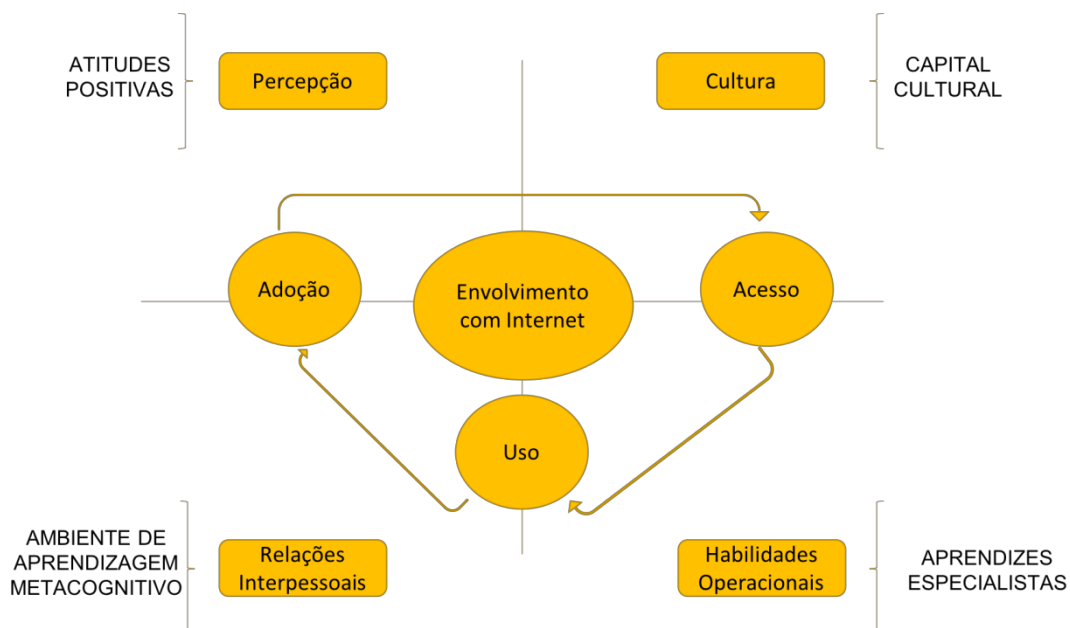 ATITUDES
POSITIVAS
Percepção
Cultura
CAPITAL
CULTURAL
Adoção
Envolvimento
com Internet
Acesso
Uso
AMBIENTE DE
APRENDIZAGEM
METACOGNITIVO
Relações
Interpessoais
Habilidades
Operacionais
APRENDIZES
ESPECIALISTAS